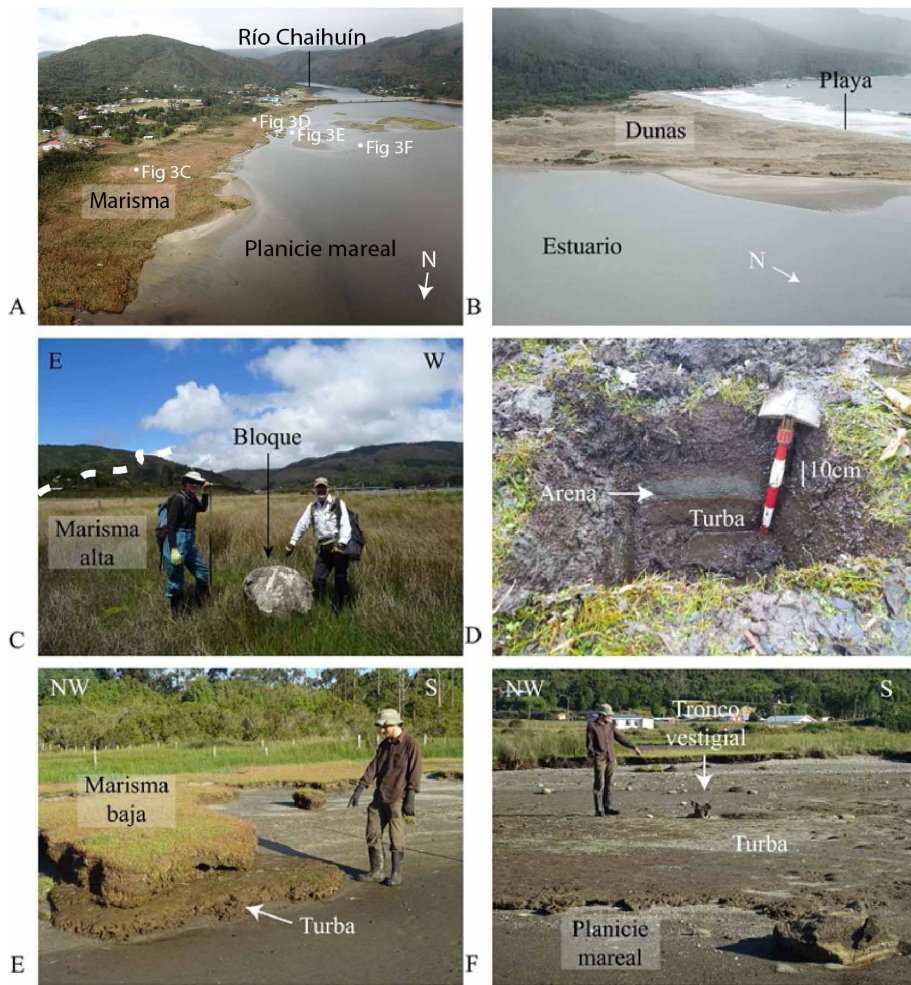 Río Chaihuín
Fig 3D
Fig 3E
Fig 3F
Fig 3C
Marisma
Planicie mareal
N
A
Playa
Dunas
Estuario
N
B
E
W
Bloque
Marisma
alta
C
10cm
Arena
Turba
D
NW
S
Marisma
baja
Turba
E
NW
S
Tronco
vestigial
Turba
Planicie
mareal
F